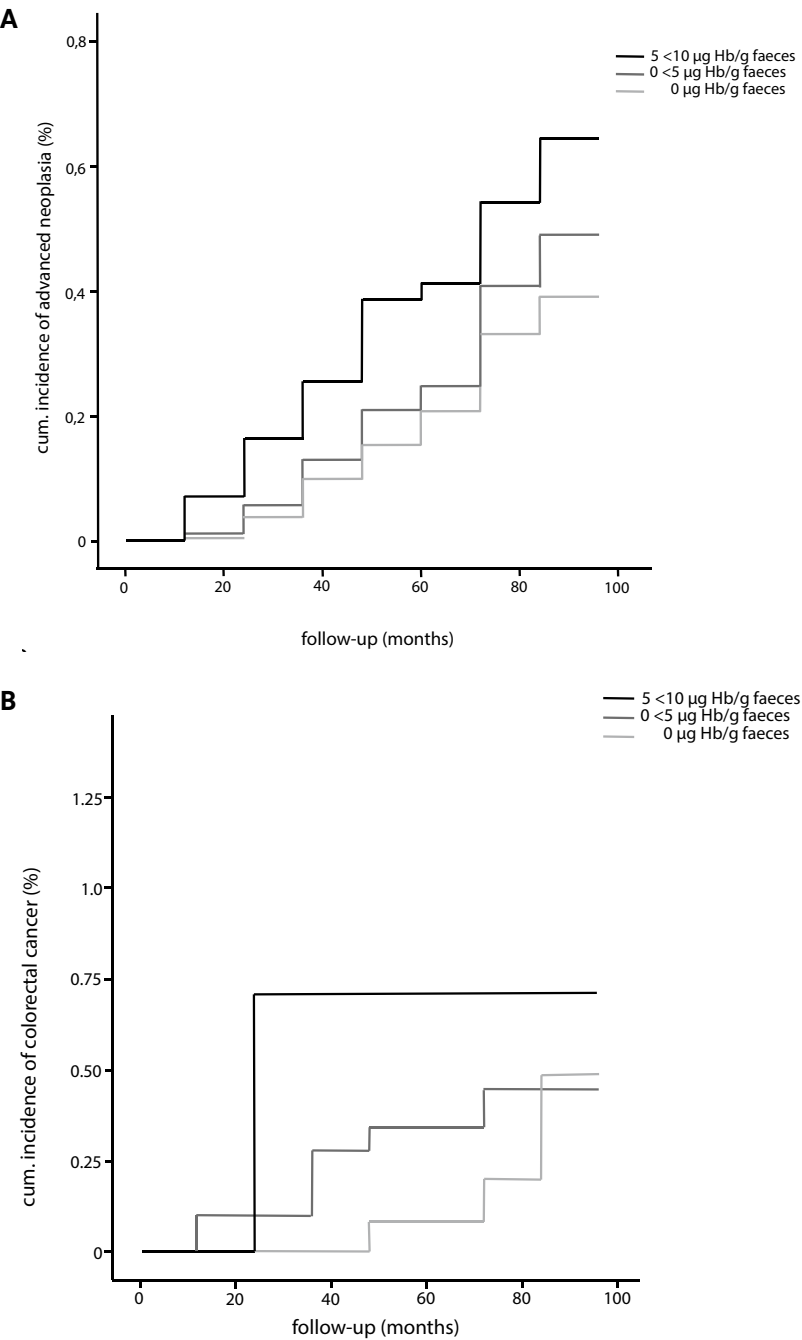 A
5 <10 µg Hb/g faeces
0 <5 µg Hb/g faeces
0 µg Hb/g faeces
cum. incidence of advanced neoplasia (%)
0,8
0,6
0,4
0,2
0
0 20 40 60 80 100
follow-up (months)
B
5 <10 µg Hb/g faeces
0 <5 µg Hb/g faeces
0 µg Hb/g faeces
cum. incidence of colorectal cancer (%)
1.25
1.0
0.75
0.50
0.25
0
0 20 40 60 80 100
follow-up (months)